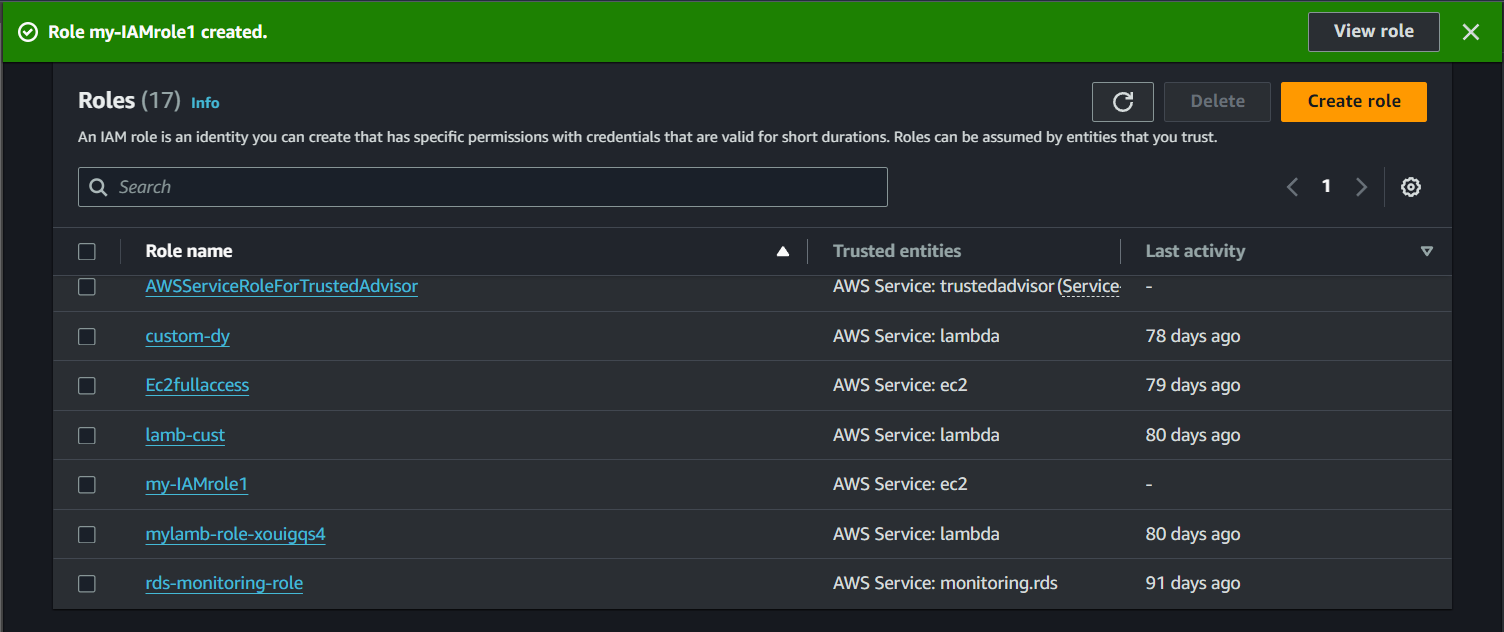 Role my-IAMrole1 created.
View role
Roles (17) Info
Delete
Create role
An IAM role is an identity you can create that has specific permissions with credentials that are valid for short durations. Roles can be assumed by entities that you trust.
Search
1
Role name Trusted entities Last activity
AWSServiceRoleForTrustedAdvisor AWS Service: trustedadvisor (Service- -
custom-dy AWS Service: lambda 78 days ago
Ec2fullaccess AWS Service: ec2 79 days ago
lamb-cust AWS Service: lambda 80 days ago
my-IAMrole1 AWS Service: ec2 -
mylamb-role-xouigqs4 AWS Service: lambda 80 days ago
rds-monitoring-role AWS Service: monitoring.rds 91 days ago